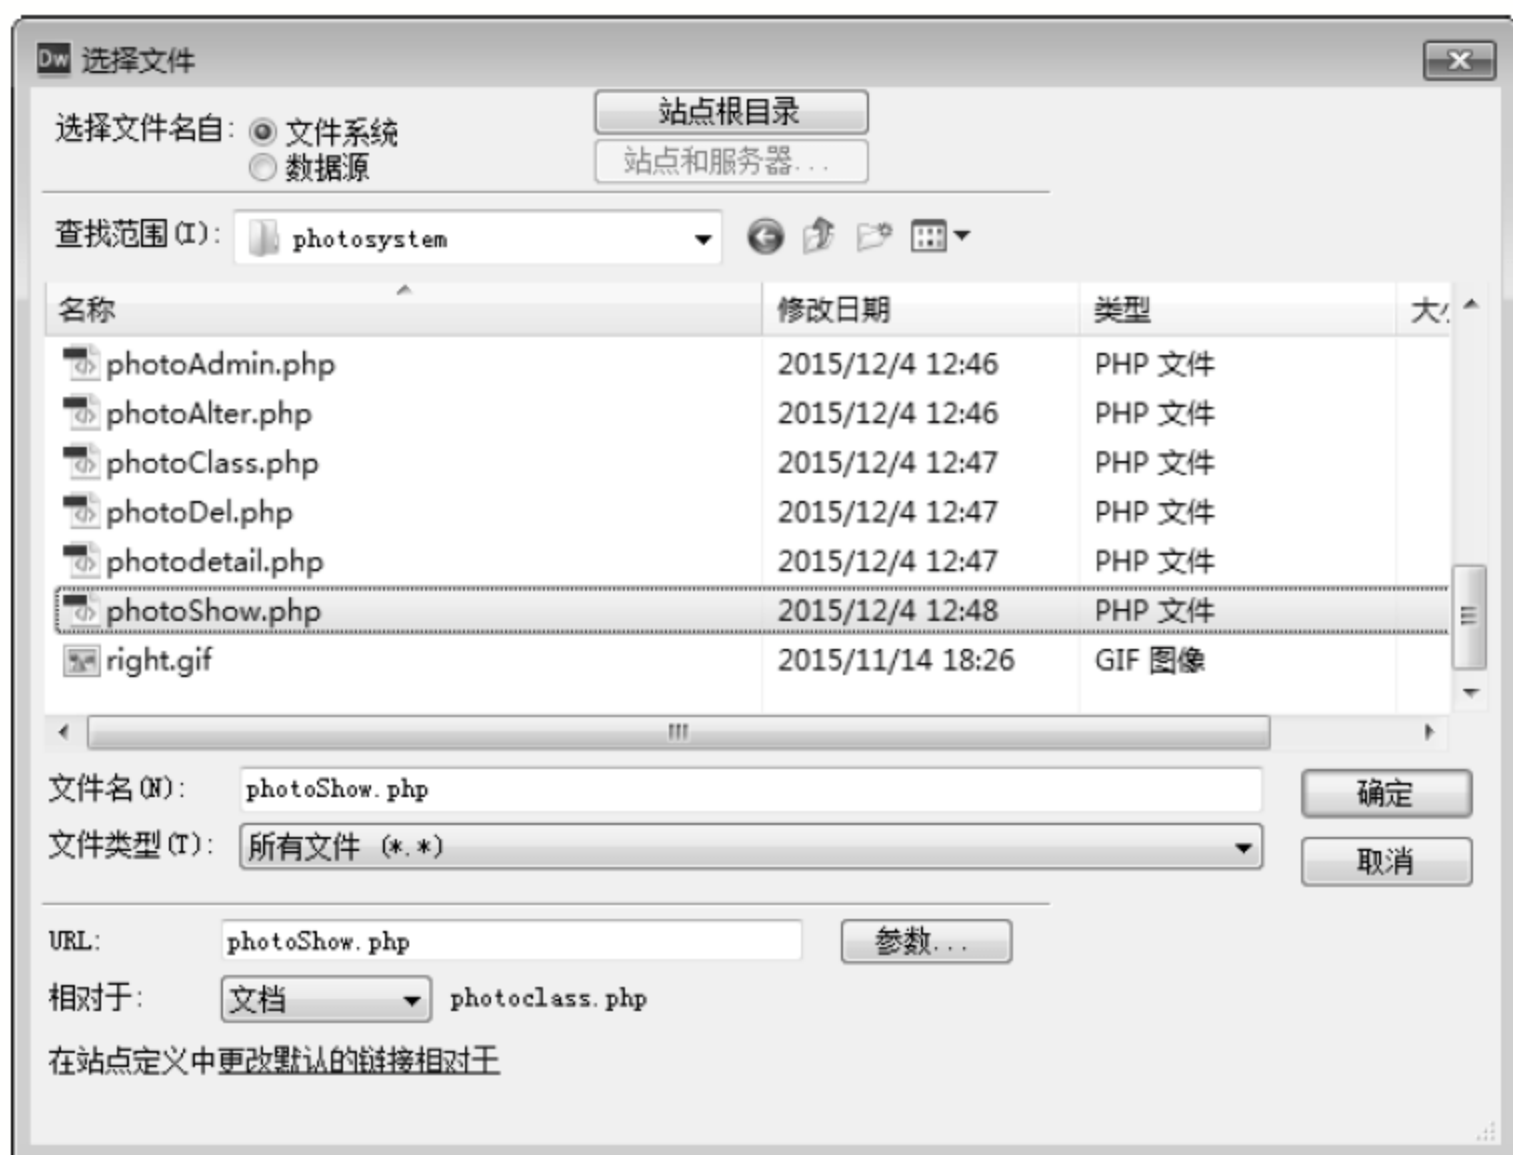 Dw 选择文件
选择文件名自: 文件系统 站点根目录
数据源 站点和服务器...
查找范围(I): photosystem
名称 修改日期 类型
photoAdmin.php 2015/12/4 12:46 PHP 文件
photoAlter.php 2015/12/4 12:46 PHP 文件
photoClass.php 2015/12/4 12:47 PHP 文件
photoDel.php 2015/12/4 12:47 PHP 文件
photodetail.php 2015/12/4 12:47 PHP 文件
photoShow.php 2015/12/4 12:48 PHP 文件
right.gif 2015/11/14 18:26 GIF 图像
文件名(N): photoShow.php 确定
文件类型(T): 所有文件 (*.*) 取消
URL: photoShow.php 参数...
相对于: 文档 photoclass.php
在站点定义中更改默认的链接相对于